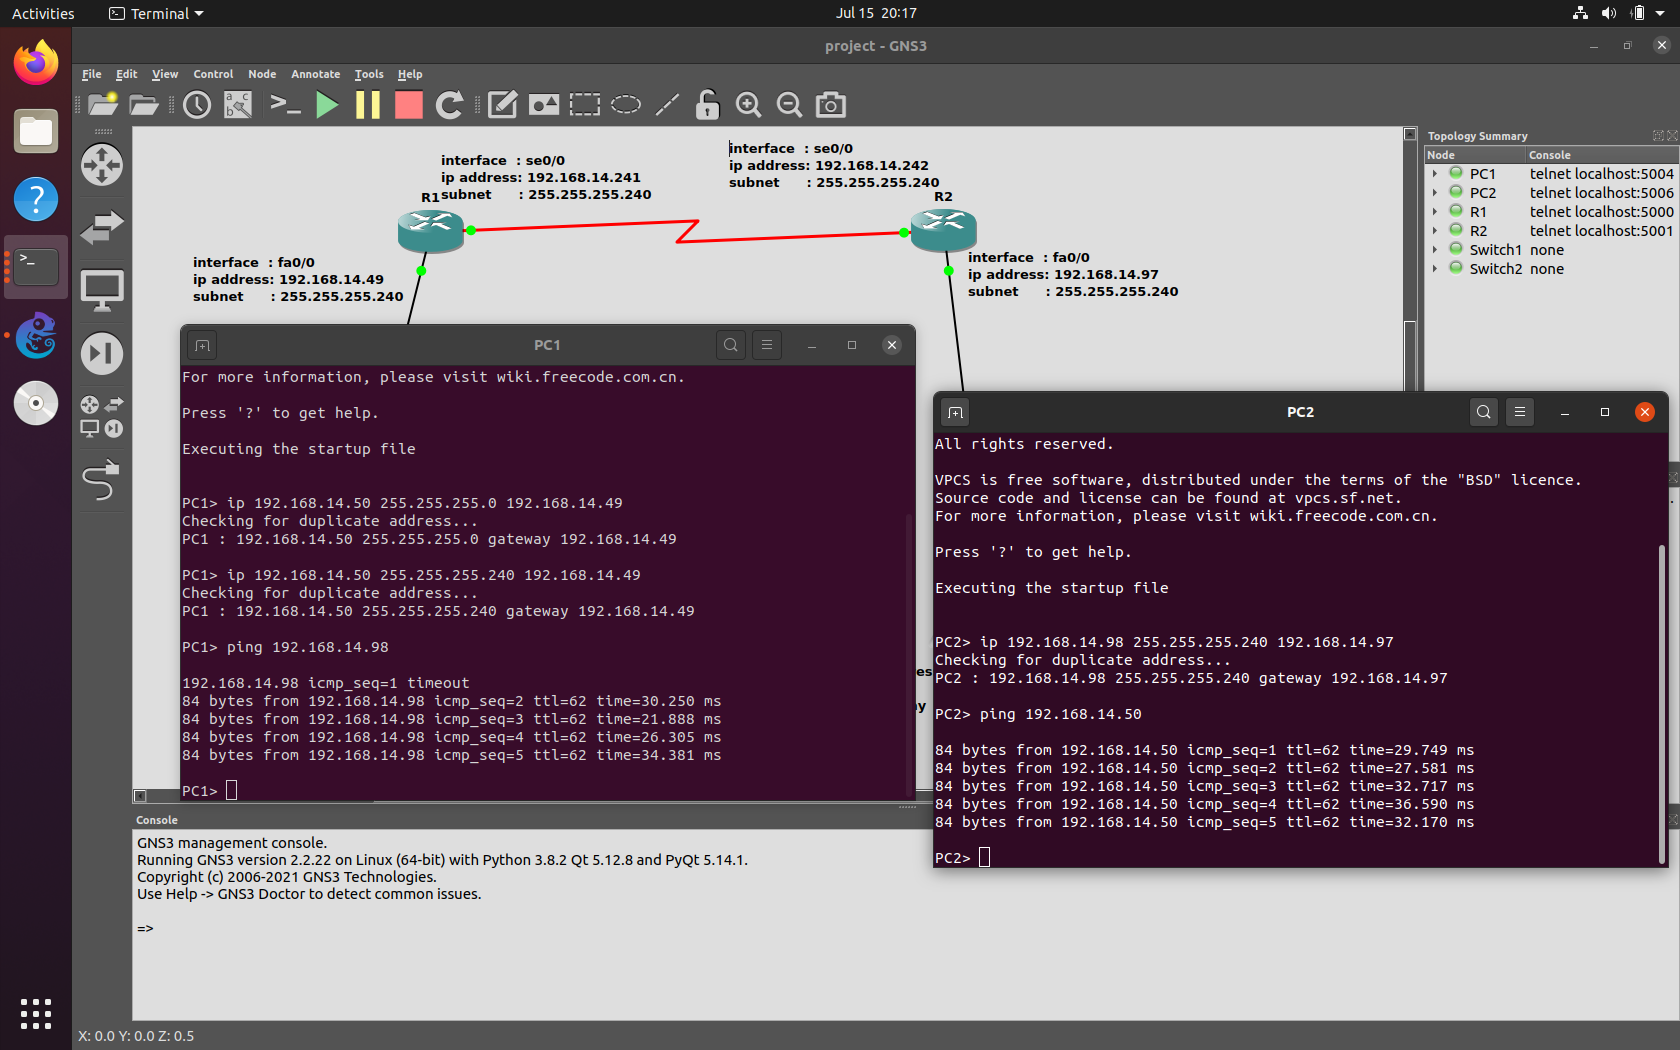 Activities
Terminal
Jul 15 20:17
project - GNS3
File Edit View Control Node Annotate Tools Help
interface : se0/0
ip address: 192.168.14.241
subnet : 255.255.255.240
R1
interface : se0/0
ip address: 192.168.14.242
subnet : 255.255.255.240
R2
interface : fa0/0
ip address: 192.168.14.49
subnet : 255.255.255.240
interface : fa0/0
ip address: 192.168.14.97
subnet : 255.255.255.240
Topology Summary
Node Console
PC1 telnet localhost:5004
PC2 telnet localhost:5006
R1 telnet localhost:5000
R2 telnet localhost:5001
Switch1 none
Switch2 none
PC1
For more information, please visit wiki.freecode.com.cn.
Press '?' to get help.
Executing the startup file
PC1> ip 192.168.14.50 255.255.255.0 192.168.14.49
Checking for duplicate address...
PC1 : 192.168.14.50 255.255.255.0 gateway 192.168.14.49
PC1> ip 192.168.14.50 255.255.255.240 192.168.14.49
Checking for duplicate address...
PC1 : 192.168.14.50 255.255.255.240 gateway 192.168.14.49
PC1> ping 192.168.14.98
192.168.14.98 icmp_seq=1 timeout
84 bytes from 192.168.14.98 icmp_seq=2 ttl=62 time=30.250 ms
84 bytes from 192.168.14.98 icmp_seq=3 ttl=62 time=21.888 ms
84 bytes from 192.168.14.98 icmp_seq=4 ttl=62 time=26.305 ms
84 bytes from 192.168.14.98 icmp_seq=5 ttl=62 time=34.381 ms
PC1>
PC2
All rights reserved.
VPCS is free software, distributed under the terms of the "BSD" licence.
Source code and license can be found at vpcs.sf.net.
For more information, please visit wiki.freecode.com.cn.
Press '?' to get help.
Executing the startup file
PC2> ip 192.168.14.98 255.255.255.240 192.168.14.97
Checking for duplicate address...
PC2 : 192.168.14.98 255.255.255.240 gateway 192.168.14.97
PC2> ping 192.168.14.50
84 bytes from 192.168.14.50 icmp_seq=1 ttl=62 time=29.749 ms
84 bytes from 192.168.14.50 icmp_seq=2 ttl=62 time=27.581 ms
84 bytes from 192.168.14.50 icmp_seq=3 ttl=62 time=32.717 ms
84 bytes from 192.168.14.50 icmp_seq=4 ttl=62 time=36.590 ms
84 bytes from 192.168.14.50 icmp_seq=5 ttl=62 time=32.170 ms
PC2>
Console
GNS3 management console.
Running GNS3 version 2.2.22 on Linux (64-bit) with Python 3.8.2 Qt 5.12.8 and PyQt 5.14.1.
Copyright (c) 2006-2021 GNS3 Technologies.
Use Help -> GNS3 Doctor to detect common issues.
=>
X: 0.0 Y: 0.0 Z: 0.5